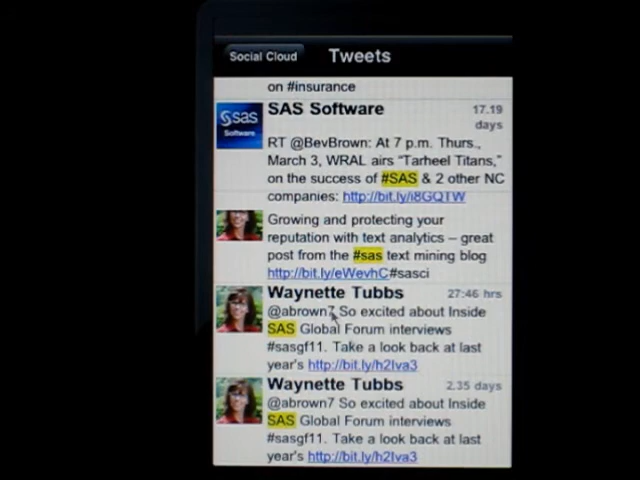 Social Cloud
Tweets
on #insurance
SAS Software
17.19
days
Ssas
Software
RT @BevBrown: At 7 p.m. Thurs.,
March 3, WRAL airs “Tarheel Titans,”
on the success of #SAS & 2 other NC
companies: http://bit.ly/i8GQTW
Growing and protecting your
reputation with text analytics – great
post from the #sas text mining blog
http://bit.ly/eWevhC#sasci
Waynette Tubbs
27:46 hrs
@abrown7 So excited about Inside
SAS Global Forum interviews
#sasgf11. Take a look back at last
year's http://bit.ly/h2Iva3
Waynette Tubbs
2.35 days
@abrown7 So excited about Inside
SAS Global Forum interviews
#sasgf11. Take a look back at last
year's http://bit.ly/h2Iva3